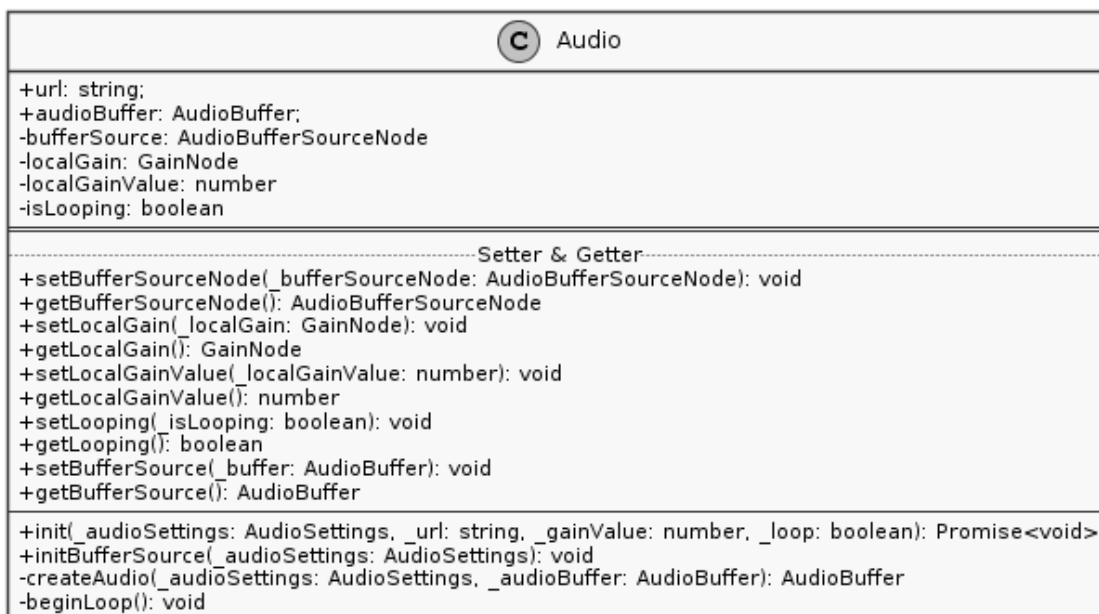 C Audio
+url: string;
+audioBuffer: AudioBuffer;
-bufferSource: AudioBufferSourceNode
-localGain: GainNode
-localGainValue: number
-isLooping: boolean
Setter & Getter
+setBufferSourceNode(_bufferSourceNode: AudioBufferSourceNode): void
+getBufferSourceNode(): AudioBufferSourceNode
+setLocalGain(_localGain: GainNode): void
+getLocalGain(): GainNode
+setLocalGainValue(_localGainValue: number): void
+getLocalGainValue(): number
+setLooping(_isLooping: boolean): void
+getLooping(): boolean
+setBufferSource(_buffer: AudioBuffer): void
+getBufferSource(): AudioBuffer
+init(_audioSettings: AudioSettings, _url: string, _gainValue: number, _loop: boolean): Promise<void>
+initBufferSource(_audioSettings: AudioSettings): void
-createAudio(_audioSettings: AudioSettings, _audioBuffer: AudioBuffer): AudioBuffer
-beginLoop(): void